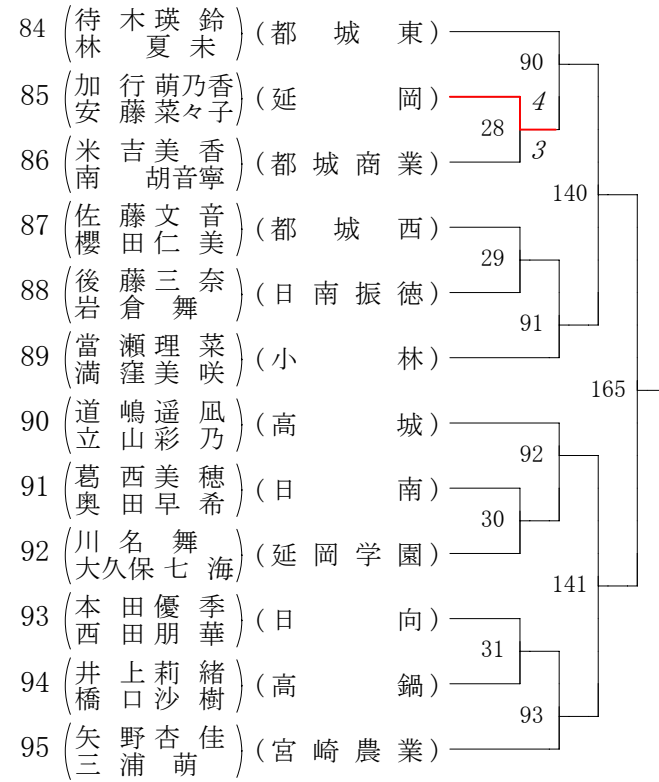 84 (待木瑛鈴 林夏未) (都城東)
90
85 (加行萌乃香 安藤菜々子) (延岡)
4
28
3
86 (米吉美香 南胡音寧) (都城商業)
140
87 (佐藤文音 櫻田仁美) (都城西)
29
88 (後藤三奈 岩倉舞) (日南振徳)
91
89 (當瀬理菜 満窪美咲) (小林)
165
90 (道嶋遥凪 立山彩乃) (高城)
92
91 (葛西美穂 奥田早希) (日南)
30
92 (川名舞 大久保七海) (延岡学園)
141
93 (本田優季 西田朋華) (日向)
31
94 (井上莉緒 橋口沙樹) (高鍋)
93
95 (矢野杏佳 三浦萌) (宮崎農業)